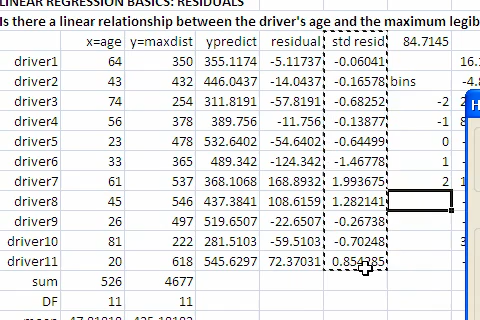 LINEAR REGRESSION BASICS: RESIDUALS
Is there a linear relationship between the driver's age and the maximum legib
x=age y=maxdist ypredict residual std resid 84.7145
driver1 64 350 355.1174 -5.11737 -0.06041 16.
driver2 43 432 446.0437 -14.0437 -0.16578 bins -4.
driver3 74 254 311.8191 -57.8191 -0.68252 -2 2
driver4 56 378 389.756 -11.756 -0.13877 -1 8
driver5 23 478 532.6402 -54.6402 -0.64499 0 -
driver6 33 365 489.342 -124.342 -1.46778 1 -
driver7 61 537 368.1068 168.8932 1.993675 2 1
driver8 45 546 437.3841 108.6159 1.282141 -
driver9 26 497 519.6507 -22.6507 -0.26738 -
driver10 81 222 281.5103 -59.5103 -0.70248 3
driver11 20 618 545.6297 72.37031 0.854285 -
sum 526 4677
DF 11 11